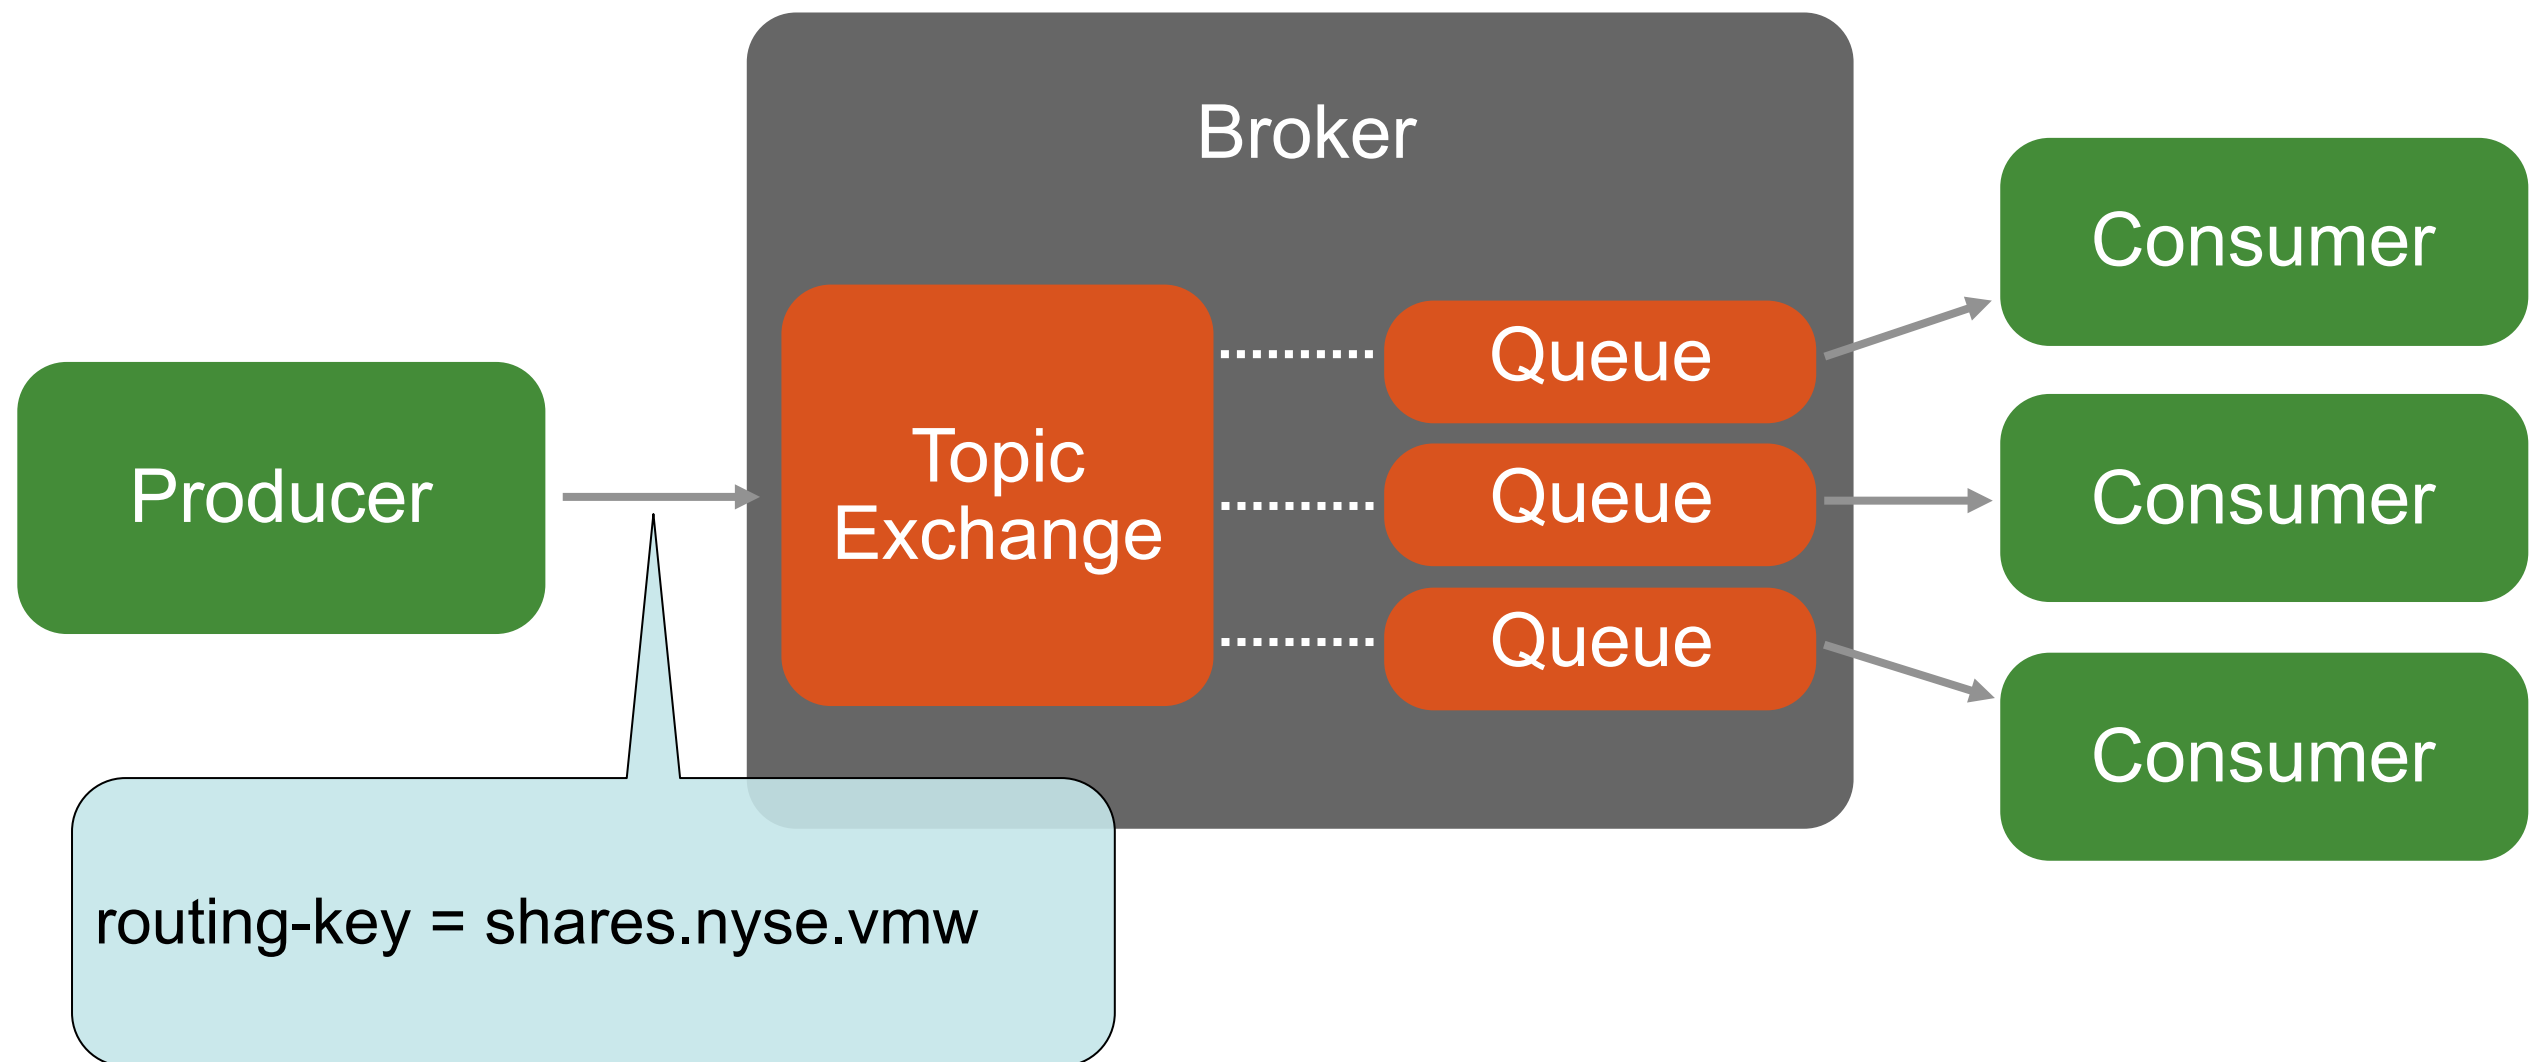 Broker
Producer
Topic
Exchange
Queue
Queue
Queue
Consumer
Consumer
Consumer
routing-key = shares.nyse.vmw